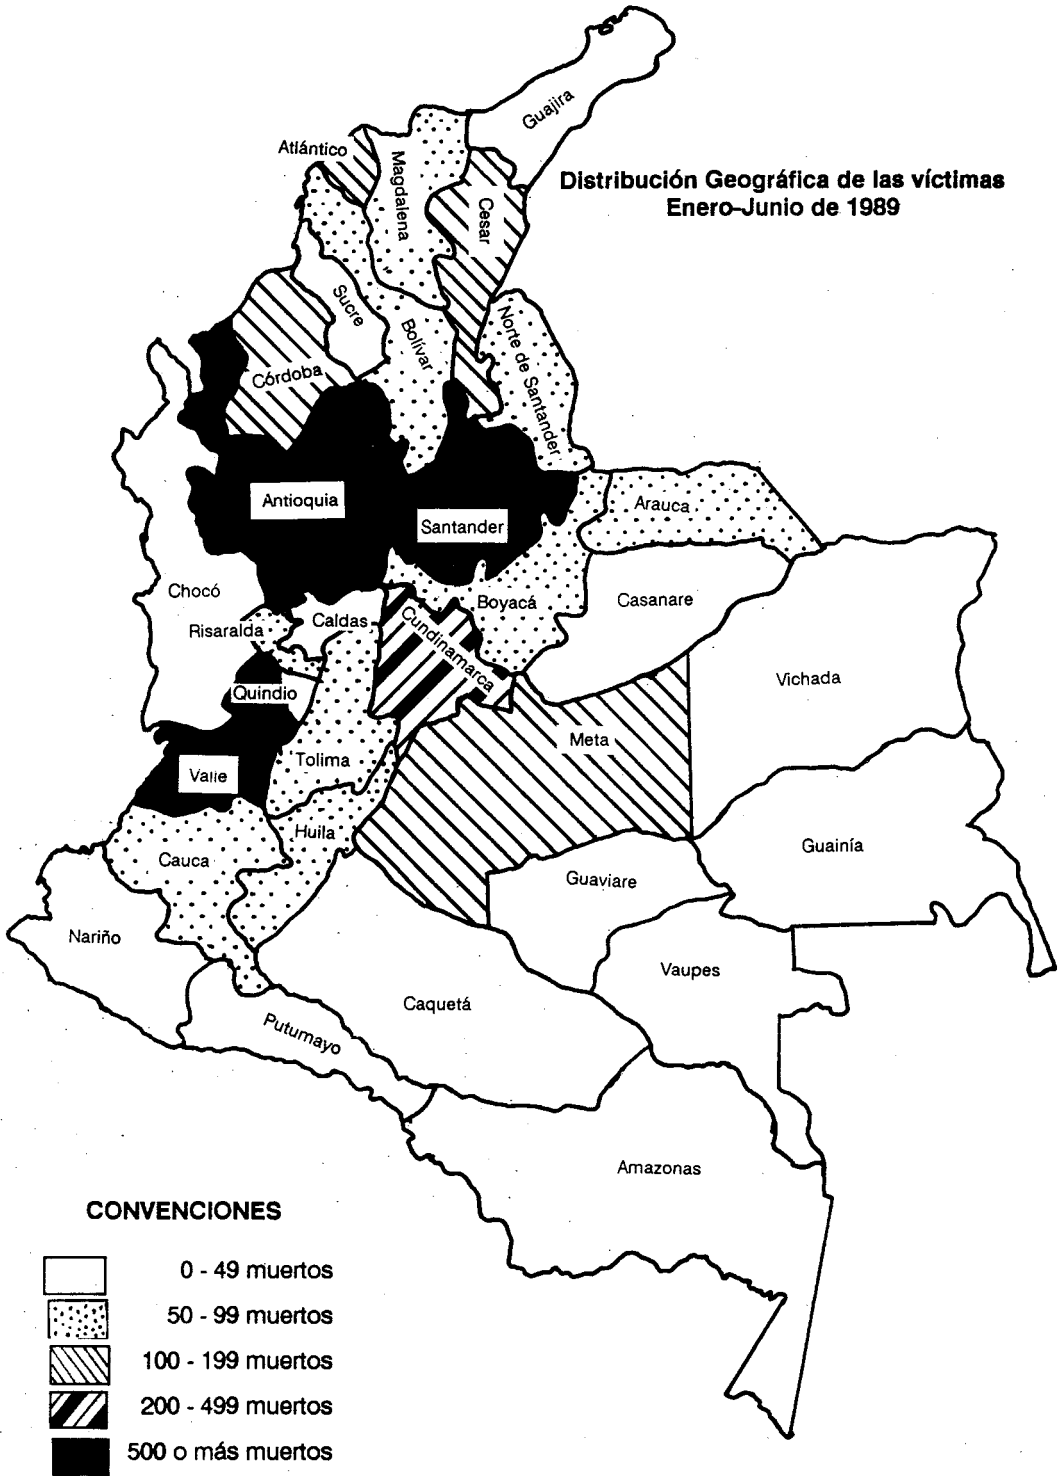 Guajira
Atlántico
Magdalena
Distribución Geográfica de las víctimas
Enero-Junio de 1989
Cesar
Sucre
Bolívar
Norte de Santander
Córdoba
Antioquia
Santander
Arauca
Chocó
Boyacá
Casanare
Risaralda
Caldas
Cundinamarca
Quindio
Vichada
Meta
Tolima
Valle
Huila
Cauca
Guainía
Guaviare
Nariño
Vaupes
Caquetá
Putumayo
Amazonas
CONVENCIONES
0 - 49 muertos
50 - 99 muertos
100 - 199 muertos
200 - 499 muertos
500 o más muertos